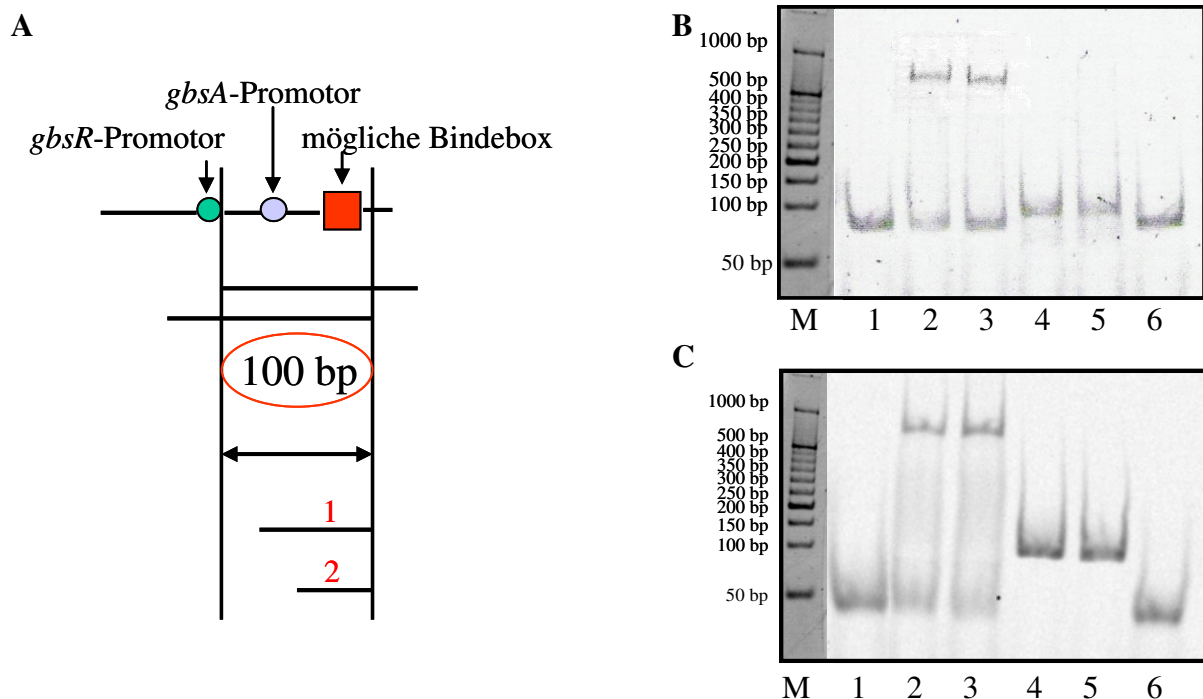 A
gbsA-Promotor
gbsR-Promotor
mögliche Bindebox
100 bp
1
2
B
1000 bp
500 bp
400 bp
350 bp
300 bp
250 bp
200 bp
150 bp
100 bp
50 bp
M 1 2 3 4 5 6
C
1000 bp
500 bp
400 bp
350 bp
300 bp
250 bp
200 bp
150 bp
100 bp
50 bp
M 1 2 3 4 5 6